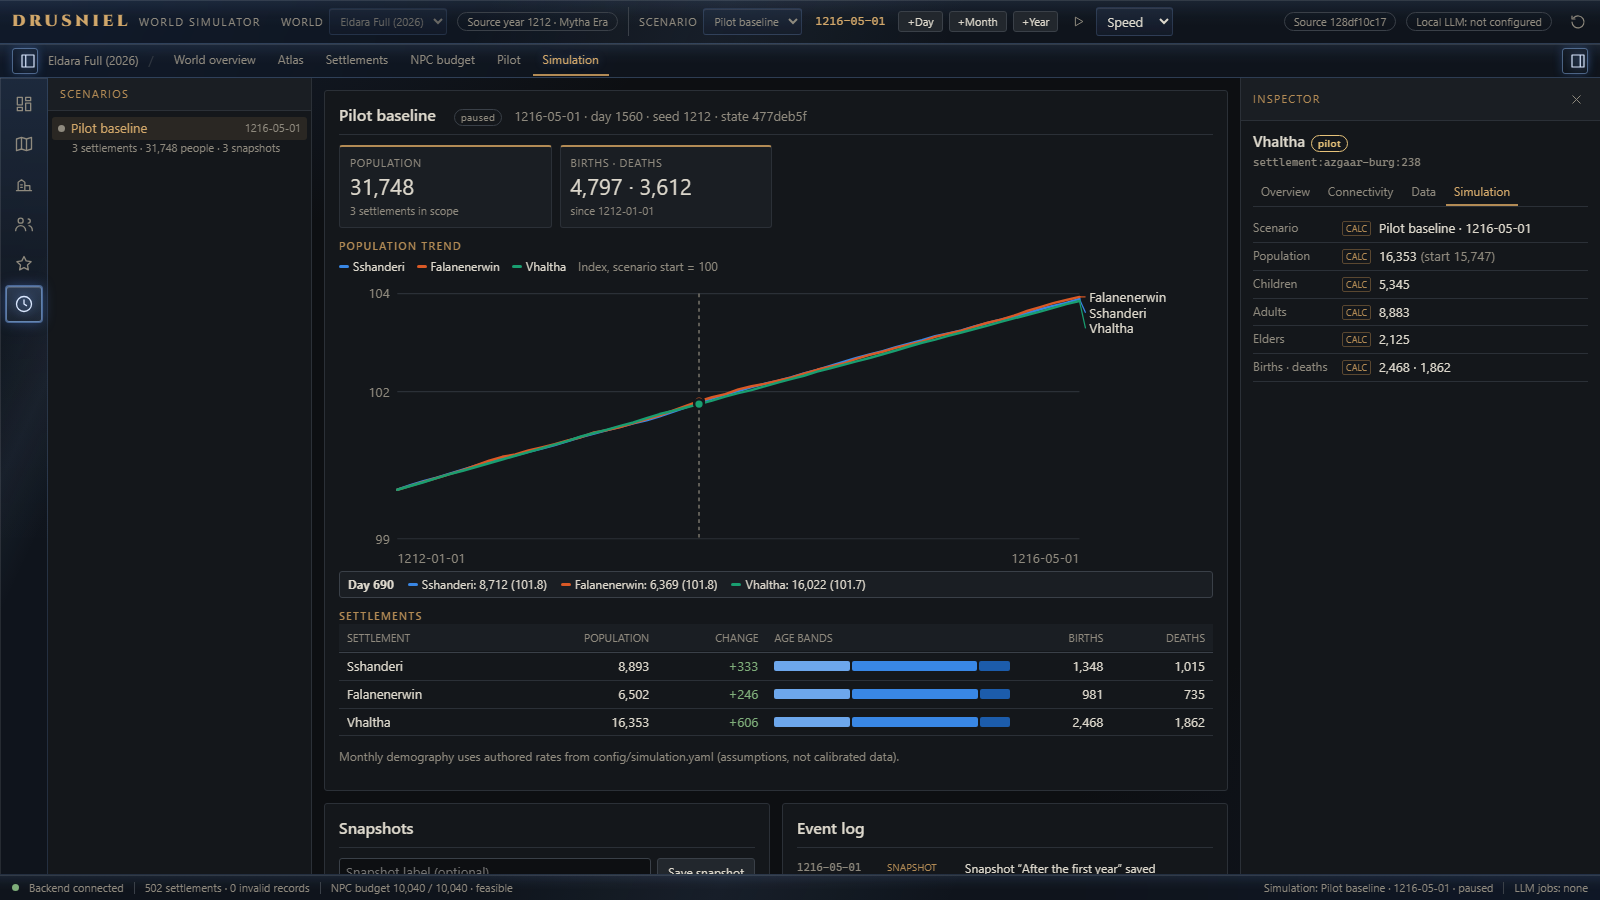 DRUSNIEL WORLD SIMULATOR WORLD Eldara Full (2026) Source year 1212 · Mytha Era SCENARIO Pilot baseline 1216-05-01 +Day +Month +Year Speed Source 128df10c17 Local LLM: not configured
Eldara Full (2026) / World overview Atlas Settlements NPC budget Pilot Simulation
SCENARIOS
Pilot baseline 1216-05-01
3 settlements · 31,748 people · 3 snapshots
Pilot baseline paused 1216-05-01 · day 1560 · seed 1212 · state 477deb5f
POPULATION
31,748
3 settlements in scope
BIRTHS · DEATHS
4,797 · 3,612
since 1212-01-01
POPULATION TREND
Sshanderi Falanenerwin Vhaltha Index, scenario start = 100
104
Falanenerwin
Sshanderi
Vhaltha
102
99
1212-01-01 1216-05-01
Day 690 Sshanderi: 8,712 (101.8) Falanenerwin: 6,369 (101.8) Vhaltha: 16,022 (101.7)
SETTLEMENTS
SETTLEMENT POPULATION CHANGE AGE BANDS BIRTHS DEATHS
Sshanderi 8,893 +333 1,348 1,015
Falanenerwin 6,502 +246 981 735
Vhaltha 16,353 +606 2,468 1,862
Monthly demography uses authored rates from config/simulation.yaml (assumptions, not calibrated data).
Snapshots
Snapshot label (optional) Save snapshot
Event log
1216-05-01 SNAPSHOT Snapshot “After the first year” saved
INSPECTOR
Vhaltha pilot
settlement:azgaar-burg:238
Overview Connectivity Data Simulation
Scenario CALC Pilot baseline · 1216-05-01
Population CALC 16,353 (start 15,747)
Children CALC 5,345
Adults CALC 8,883
Elders CALC 2,125
Births · deaths CALC 2,468 · 1,862
Backend connected 502 settlements · 0 invalid records NPC budget 10,040 / 10,040 · feasible Simulation: Pilot baseline · 1216-05-01 · paused LLM jobs: none